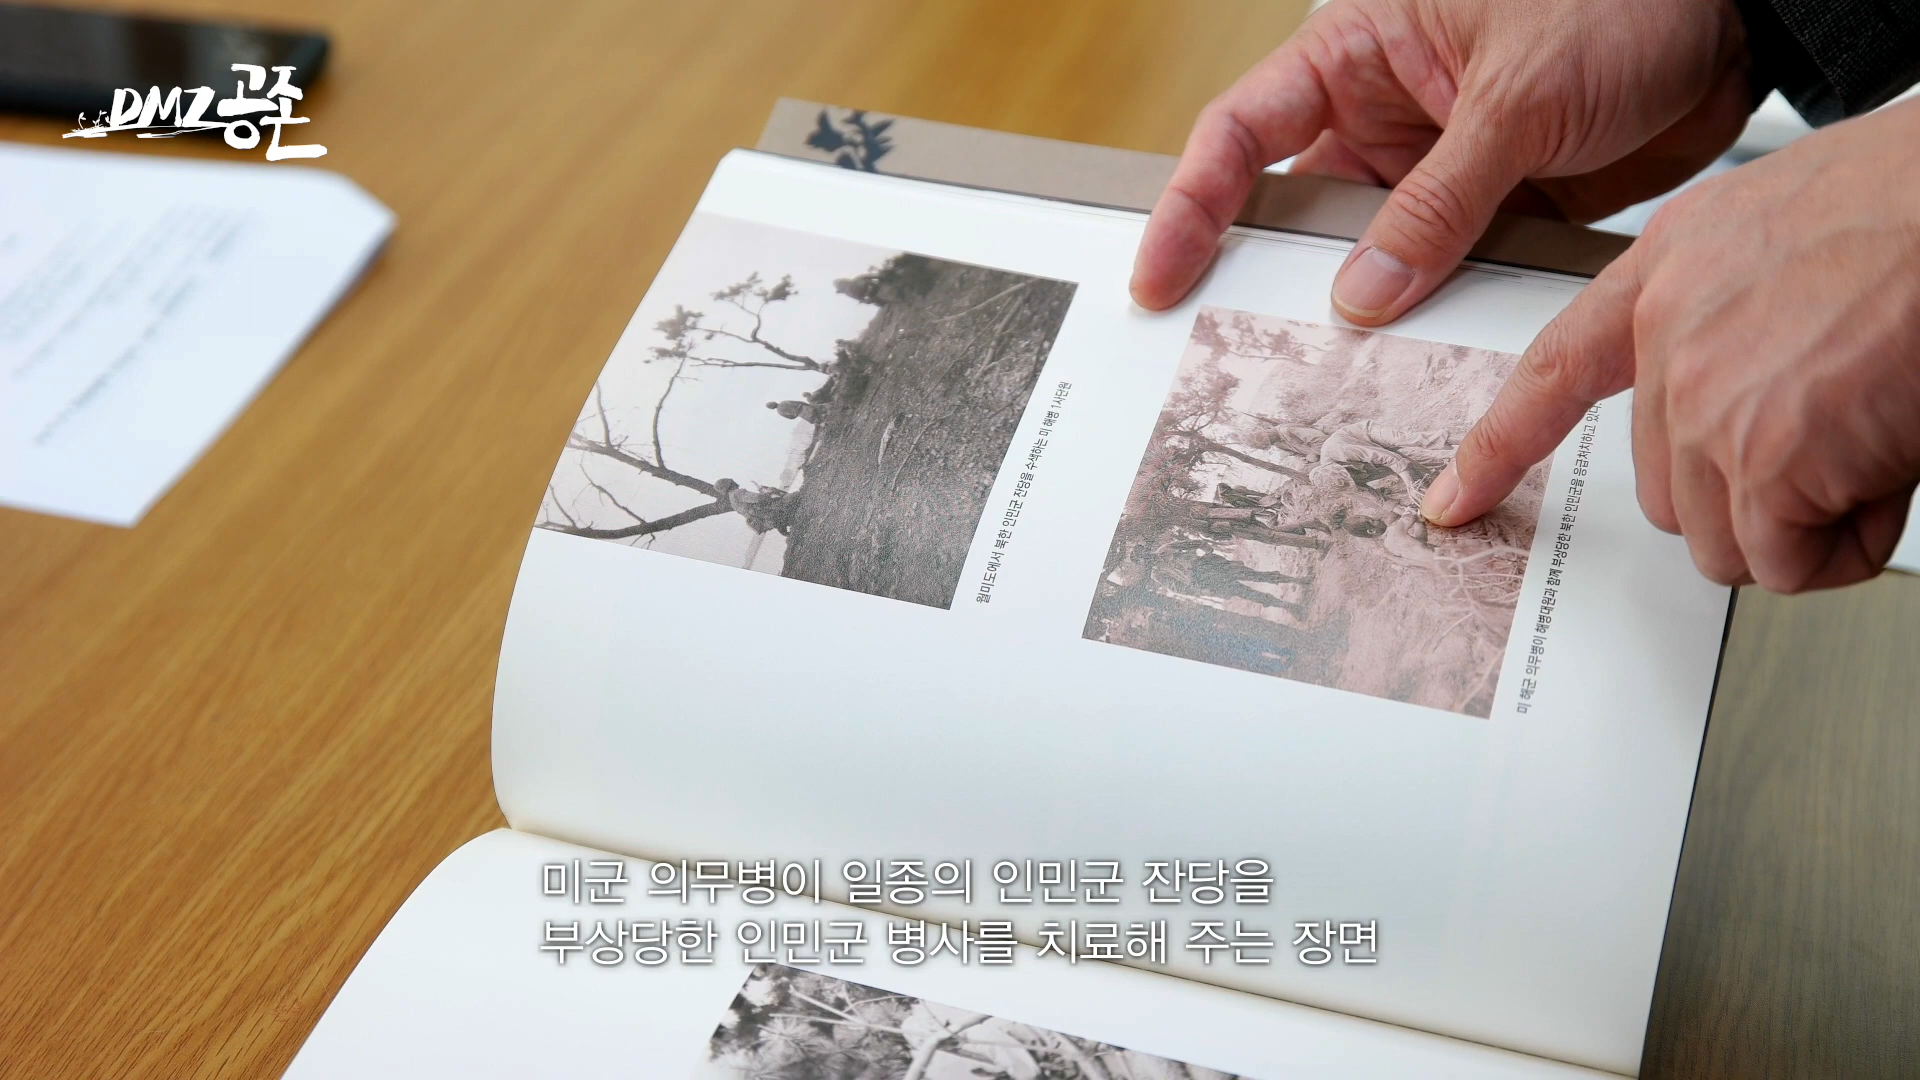 DMZ공존
월미도에서 북한 인민군 잔당을 수색하는 미 해병 1사단원
미 해군 의무병이 해병대원과 함께 부상당한 북한 인민군을 응급처치하고 있다.
미군 의무병이 일종의 인민군 잔당을
부상당한 인민군 병사를 치료해 주는 장면